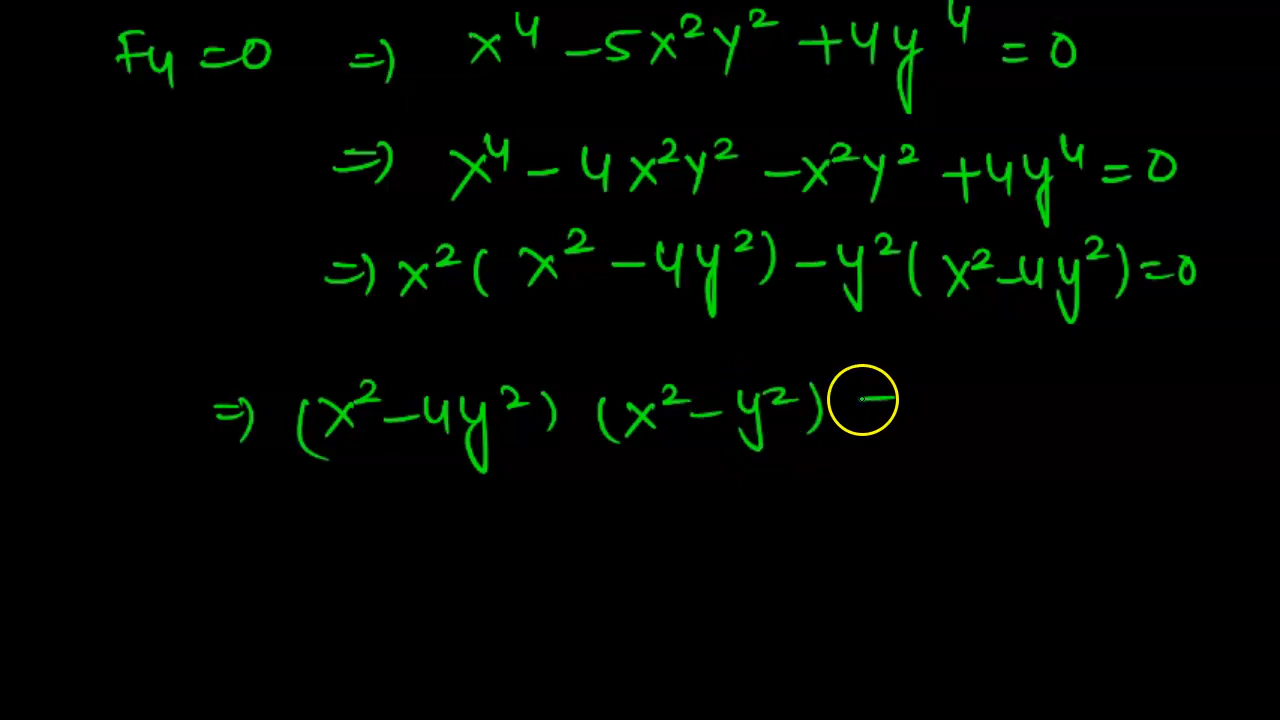 F4 = 0 ⇒ x⁴ - 5x²y² + 4y⁴ = 0
⇒ x⁴ - 4x²y² - x²y² + 4y⁴ = 0
⇒ x²(x² - 4y²) - y²(x² - 4y²) = 0
⇒ (x² - 4y²) (x² - y²) -